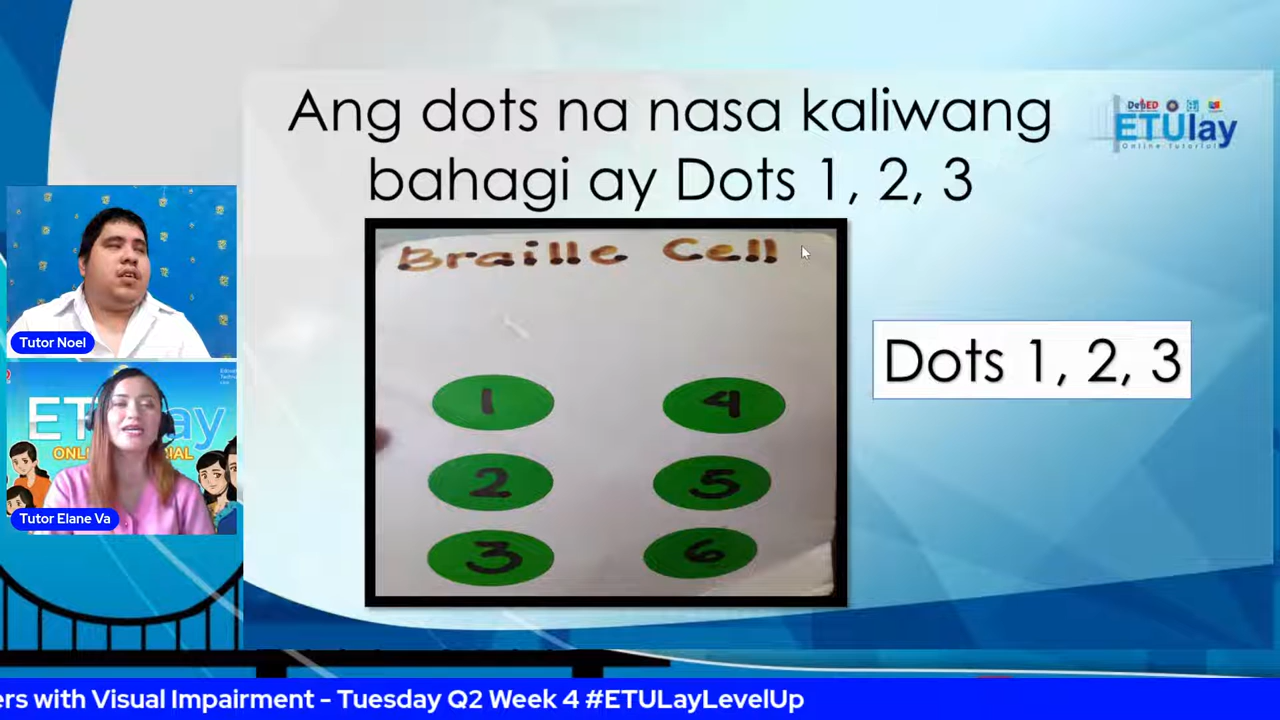 Ang dots na nasa kaliwang
bahagi ay Dots 1, 2, 3
DepED
ETUlay
Online Tutorial
Braille Cell
1 4
2 5
3 6
Dots 1, 2, 3
Tutor Noel
ONL
Tutor Elane Va
ers with Visual Impairment - Tuesday Q2 Week 4 #ETULayLevelUp